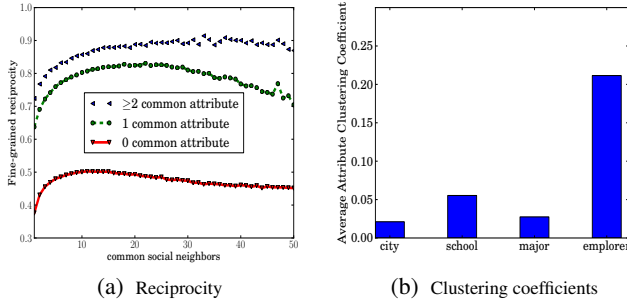 1.0
0.9
0.8
0.7
0.6
0.5
0.4
0.3
Fine-grained reciprocity
≥2 common attribute
1 common attribute
0 common attribute
10 20 30 40 50
common social neighbors
(a) Reciprocity
Average Attribute Clustering Coefficient
0.25
0.20
0.15
0.10
0.05
0.00
city school major emplorer
(b) Clustering coefficients